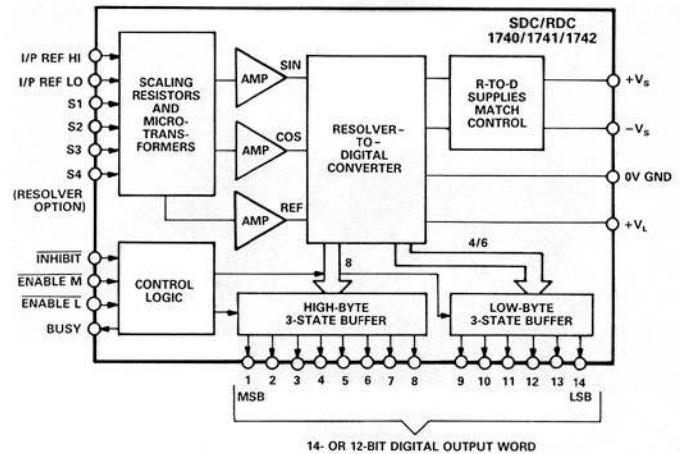 SDC/RDC
1740/1741/1742
I/P REF HI
I/P REF LO
S1
S2
S3
S4
(RESOLVER
OPTION)
SCALING
RESISTORS
AND
MICRO-
TRANS-
FORMERS
AMP
SIN
AMP
COS
AMP
REF
RESOLVER-
TO-
DIGITAL
CONVERTER
R-TO-D
SUPPLIES
MATCH
CONTROL
+VS
-VS
0V GND
+VL
INHIBIT
ENABLE M
ENABLE L
BUSY
CONTROL
LOGIC
8
4/6
HIGH-BYTE
3-STATE BUFFER
LOW-BYTE
3-STATE BUFFER
1 2 3 4 5 6 7 8 9 10 11 12 13 14
MSB LSB
14- OR 12-BIT DIGITAL OUTPUT WORD